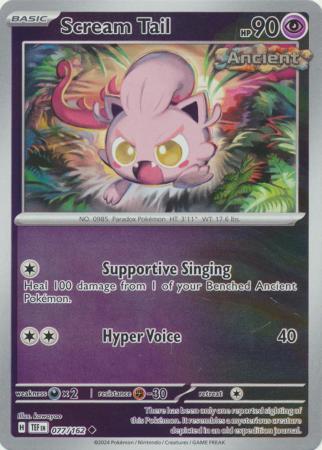 BASIC
Scream Tail
HP 90
Ancient
NO. 0985 Paradox Pokémon HT: 3'11" WT: 17.6 lbs.
Supportive Singing
Heal 100 damage from 1 of your Benched Ancient
Pokémon.
Hyper Voice 40
weakness ×2 resistance -30 retreat
Illus. kawayoo
H TEF EN 077/162
There has been only one reported sighting of this
Pokémon. It resembles a mysterious creature
depicted in an old expedition journal.
©2024 Pokémon / Nintendo / Creatures / GAME FREAK